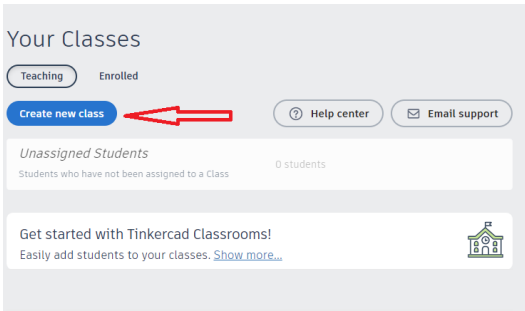 Your Classes
Teaching Enrolled
Create new class Help center Email support
Unassigned Students
Students who have not been assigned to a Class 0 students
Get started with Tinkercad Classrooms!
Easily add students to your classes. Show more...